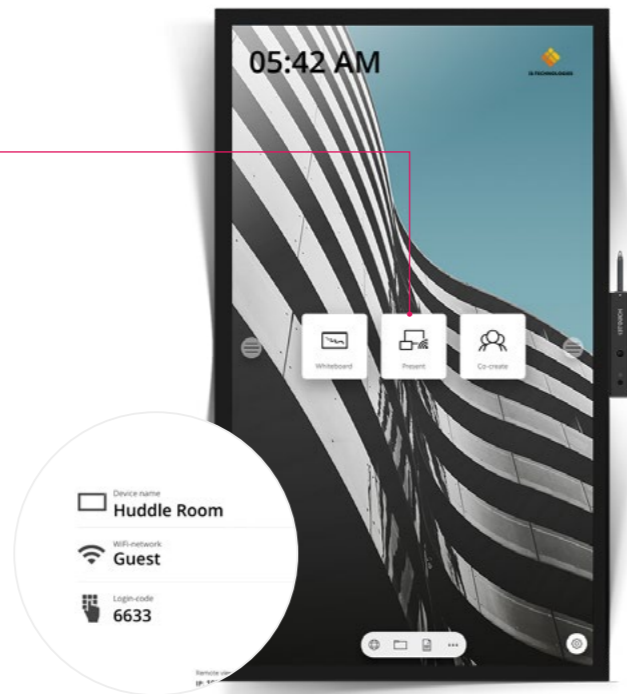 05:42 AM
Whiteboard
Present
Co-create
Device name
Huddle Room
WiFi-network
Guest
Login-code
6633